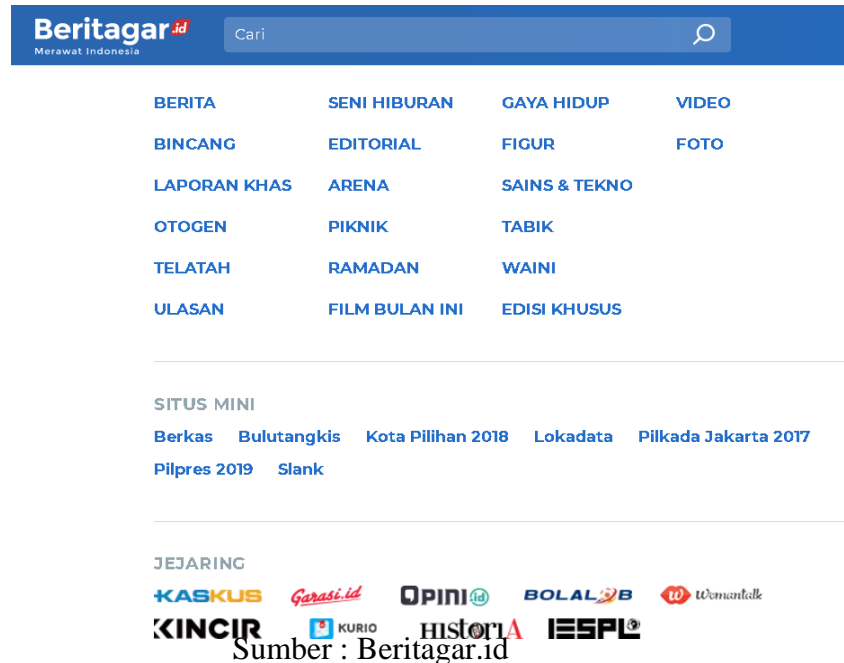 Beritagar.id
Merawat Indonesia
Cari
BERITA SENI HIBURAN GAYA HIDUP VIDEO
BINCANG EDITORIAL FIGUR FOTO
LAPORAN KHAS ARENA SAINS & TEKNO
OTOGEN PIKNIK TABIK
TELATAH RAMADAN WAINI
ULASAN FILM BULAN INI EDISI KHUSUS
SITUS MINI
Berkas Bulutangkis Kota Pilihan 2018 Lokadata Pilkada Jakarta 2017
Pilpres 2019 Slank
JEJARING
KASKUS Garasi.id OPINI id BOLALOB Womantalk
KINCIR KURIO HISTORIA IESPL
Sumber : Beritagar.id